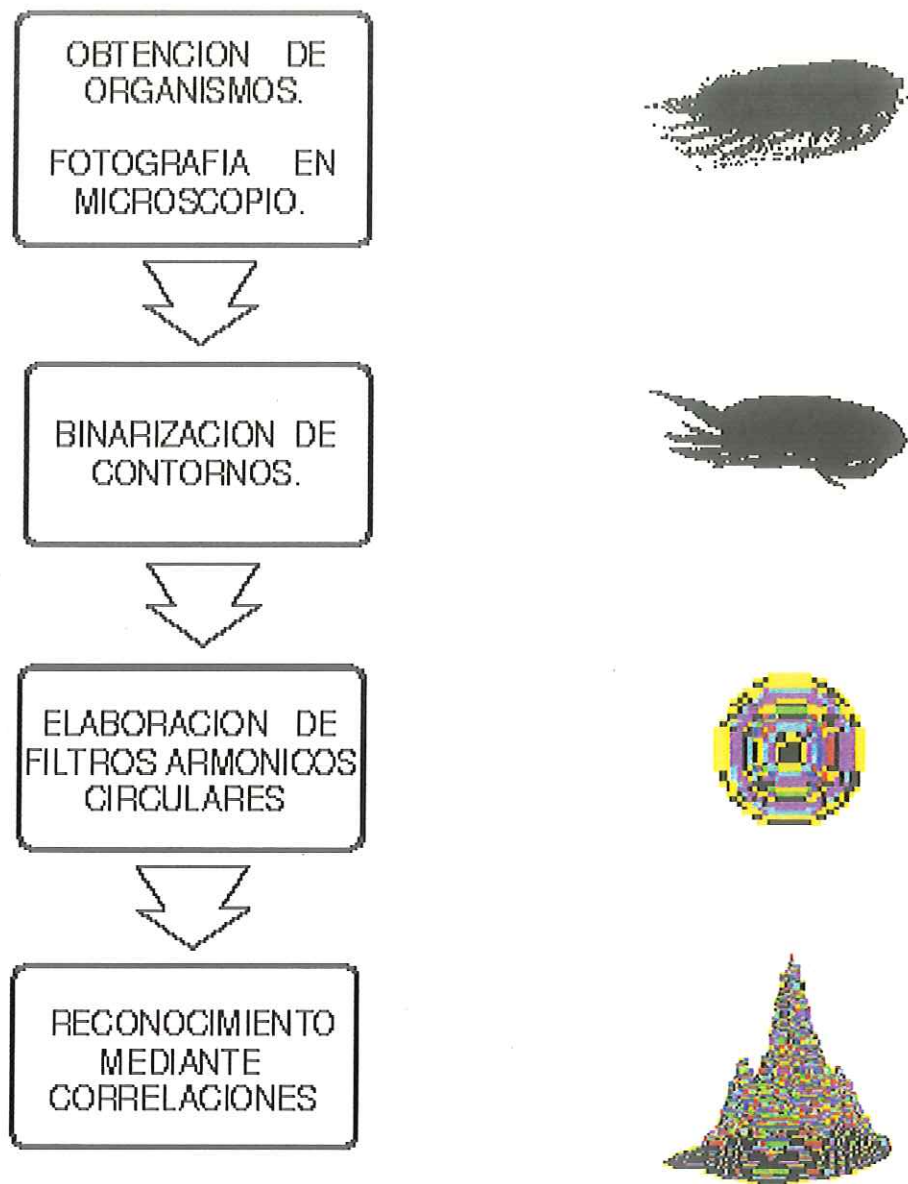 OBTENCION DE
ORGANISMOS.
FOTOGRAFIA EN
MICROSCOPIO.
BINARIZACION DE
CONTORNOS.
ELABORACION DE
FILTROS ARMONICOS
CIRCULARES
RECONOCIMIENTO
MEDIANTE
CORRELACIONES